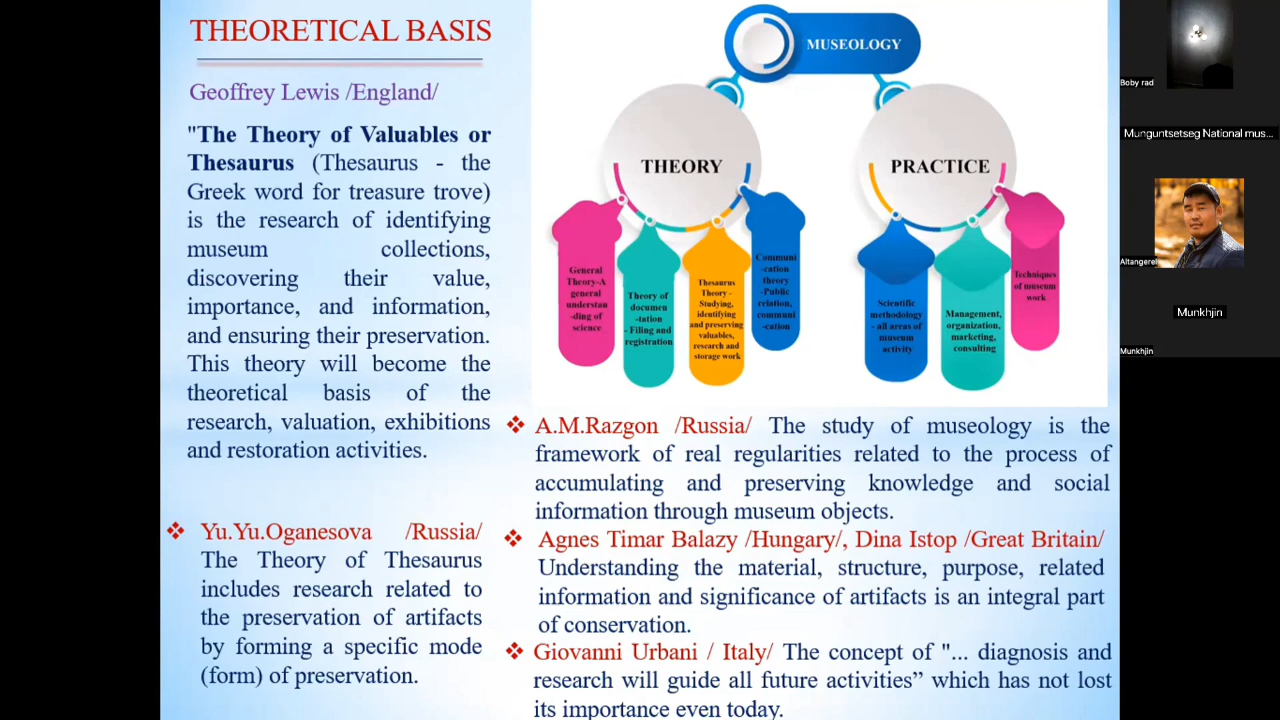 THEORETICAL BASIS
Geoffrey Lewis /England/
"The Theory of Valuables or
Thesaurus (Thesaurus - the
Greek word for treasure trove)
is the research of identifying
museum collections,
discovering their value,
importance, and information,
and ensuring their preservation.
This theory will become the
theoretical basis of the
research, valuation, exhibitions
and restoration activities.
❖ Yu.Yu.Oganesova /Russia/
The Theory of Thesaurus
includes research related to
the preservation of artifacts
by forming a specific mode
(form) of preservation.
MUSEOLOGY
THEORY
General
Theory-A
general
understan
-ding of
science
Theory of
documen
-tation
- Filing and
registration
Thesaurus
Theory -
Studying,
identifying
and preserving
valuables,
research and
storage work
Communi
-cation
theory
-Public
relation,
communi
-cation
PRACTICE
Scientific
methodology
- all areas of
museum
activity
Management,
organization,
marketing,
consulting
Techniques
of museum
work
❖ A.M.Razgon /Russia/ The study of museology is the
framework of real regularities related to the process of
accumulating and preserving knowledge and social
information through museum objects.
❖ Agnes Timar Balazy /Hungary/, Dina Istop /Great Britain/
Understanding the material, structure, purpose, related
information and significance of artifacts is an integral part
of conservation.
❖ Giovanni Urbani / Italy/ The concept of "... diagnosis and
research will guide all future activities” which has not lost
its importance even today.
Boby rad
Munguntsetseg National mus...
Altangerel
Munkhjin
Munkhjin